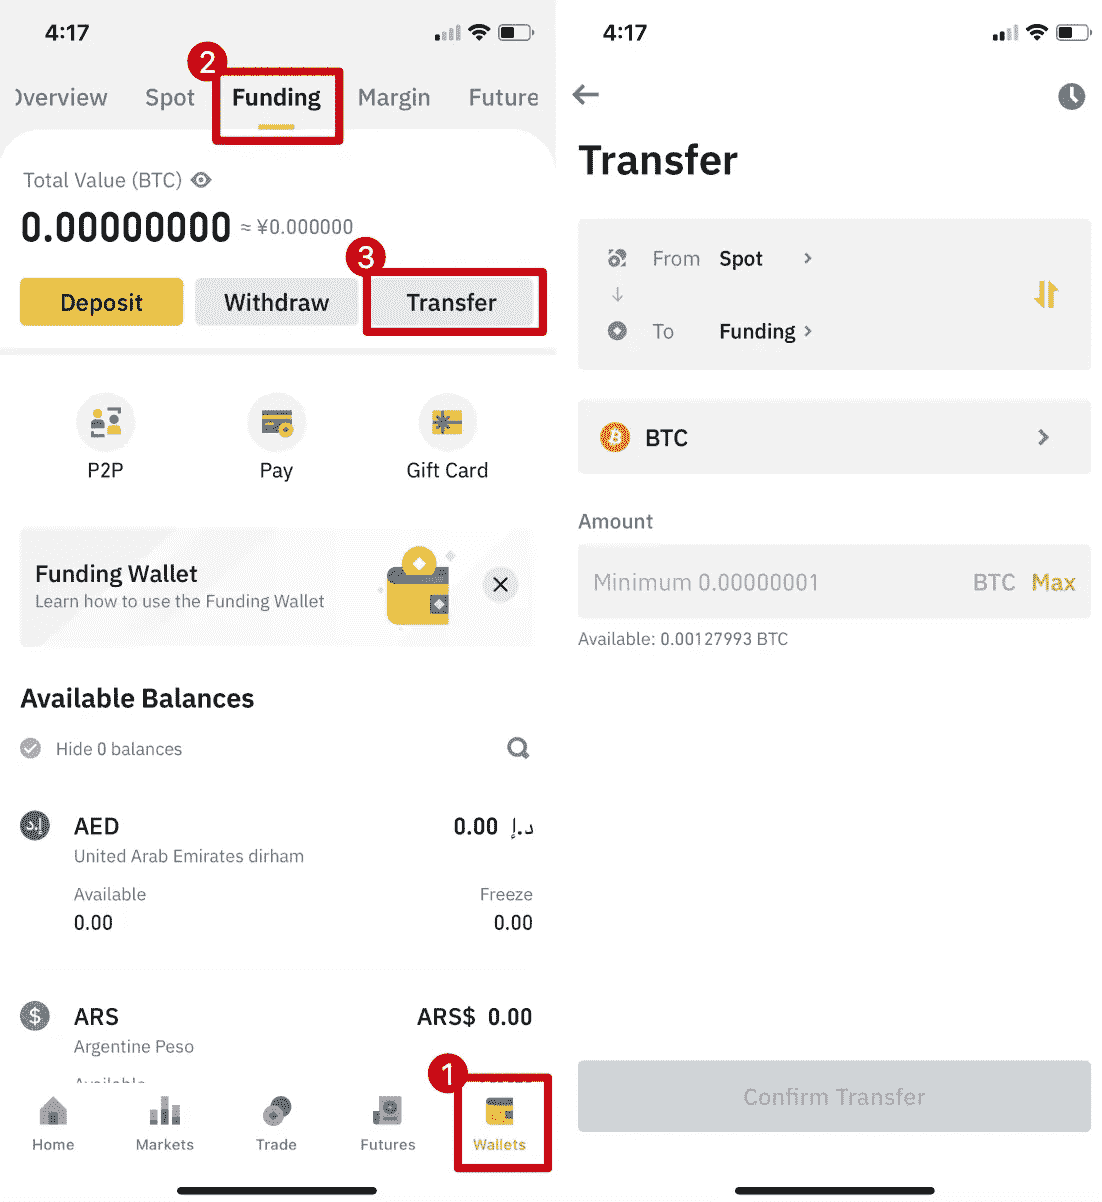 4:17
2
Overview Spot Funding Margin Future
Total Value (BTC)
0.00000000 ≈ ¥0.000000
3
Deposit Withdraw Transfer
P2P Pay Gift Card
Funding Wallet
Learn how to use the Funding Wallet
Available Balances
Hide 0 balances
د.إ AED 0.00 د.إ
United Arab Emirates dirham
Available Freeze
0.00 0.00
$ ARS ARS$ 0.00
Argentine Peso
Available
1
Home Markets Trade Futures Wallets
4:17
Transfer
From Spot
To Funding
BTC
Amount
Minimum 0.00000001 BTC Max
Available: 0.00127993 BTC
Confirm Transfer